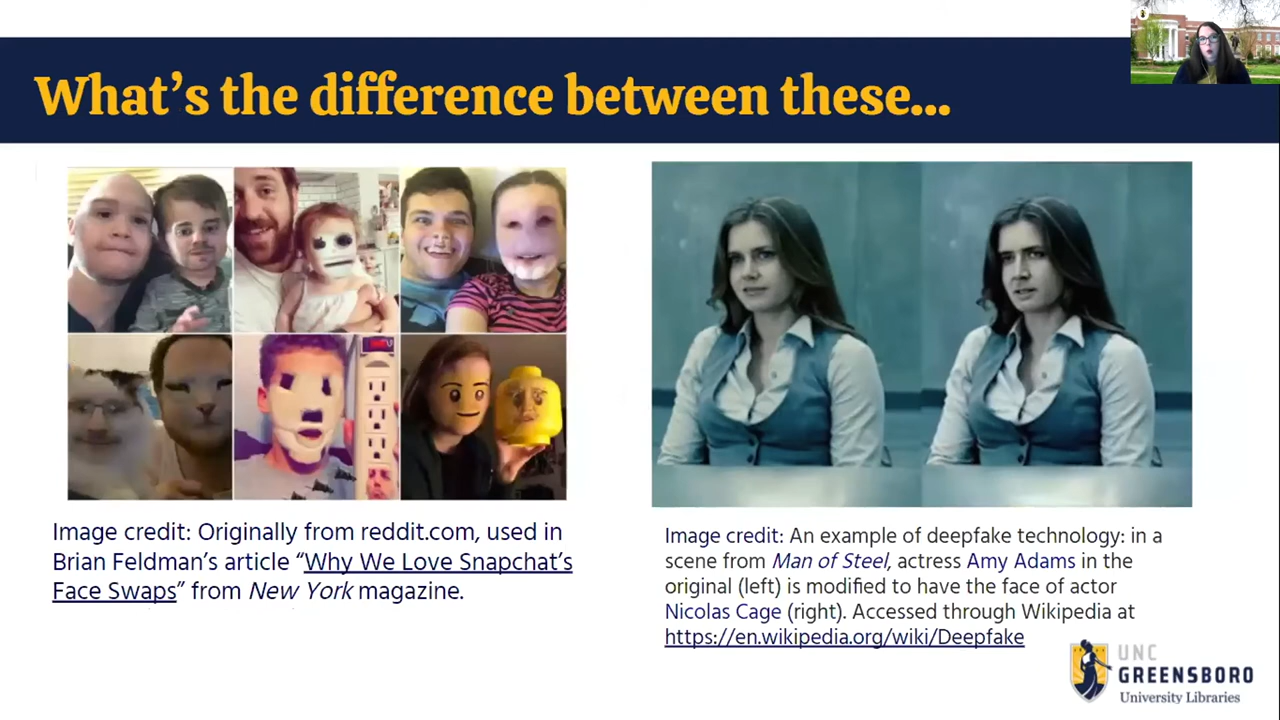 What's the difference between these...
Image credit: Originally from reddit.com, used in
Brian Feldman's article “Why We Love Snapchat's
Face Swaps” from New York magazine.
Image credit: An example of deepfake technology: in a
scene from Man of Steel, actress Amy Adams in the
original (left) is modified to have the face of actor
Nicolas Cage (right). Accessed through Wikipedia at
https://en.wikipedia.org/wiki/Deepfake
UNC
GREENSBORO
University Libraries